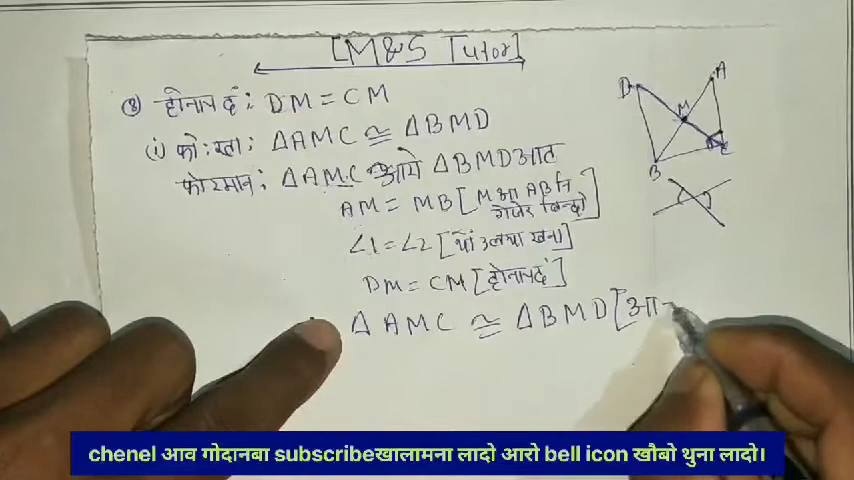 [M&S Tutor]
(8) होनाय दं: DM = CM
(i) फो: रखा: ΔAMC ≅ ΔBMD
फोरमान: ΔAMC आरो ΔBMD आव
AM = MB [M आ AB नि
गेजेर बिन्दो]
∠1 = ∠2 [
DM = CM [होनाय दं]
ΔAMC ≅ ΔBMD [आ
D
A
M
B
chenel आव गोदानबा subscribeखालामना लादो आरो bell icon खौबो थुना लादो।